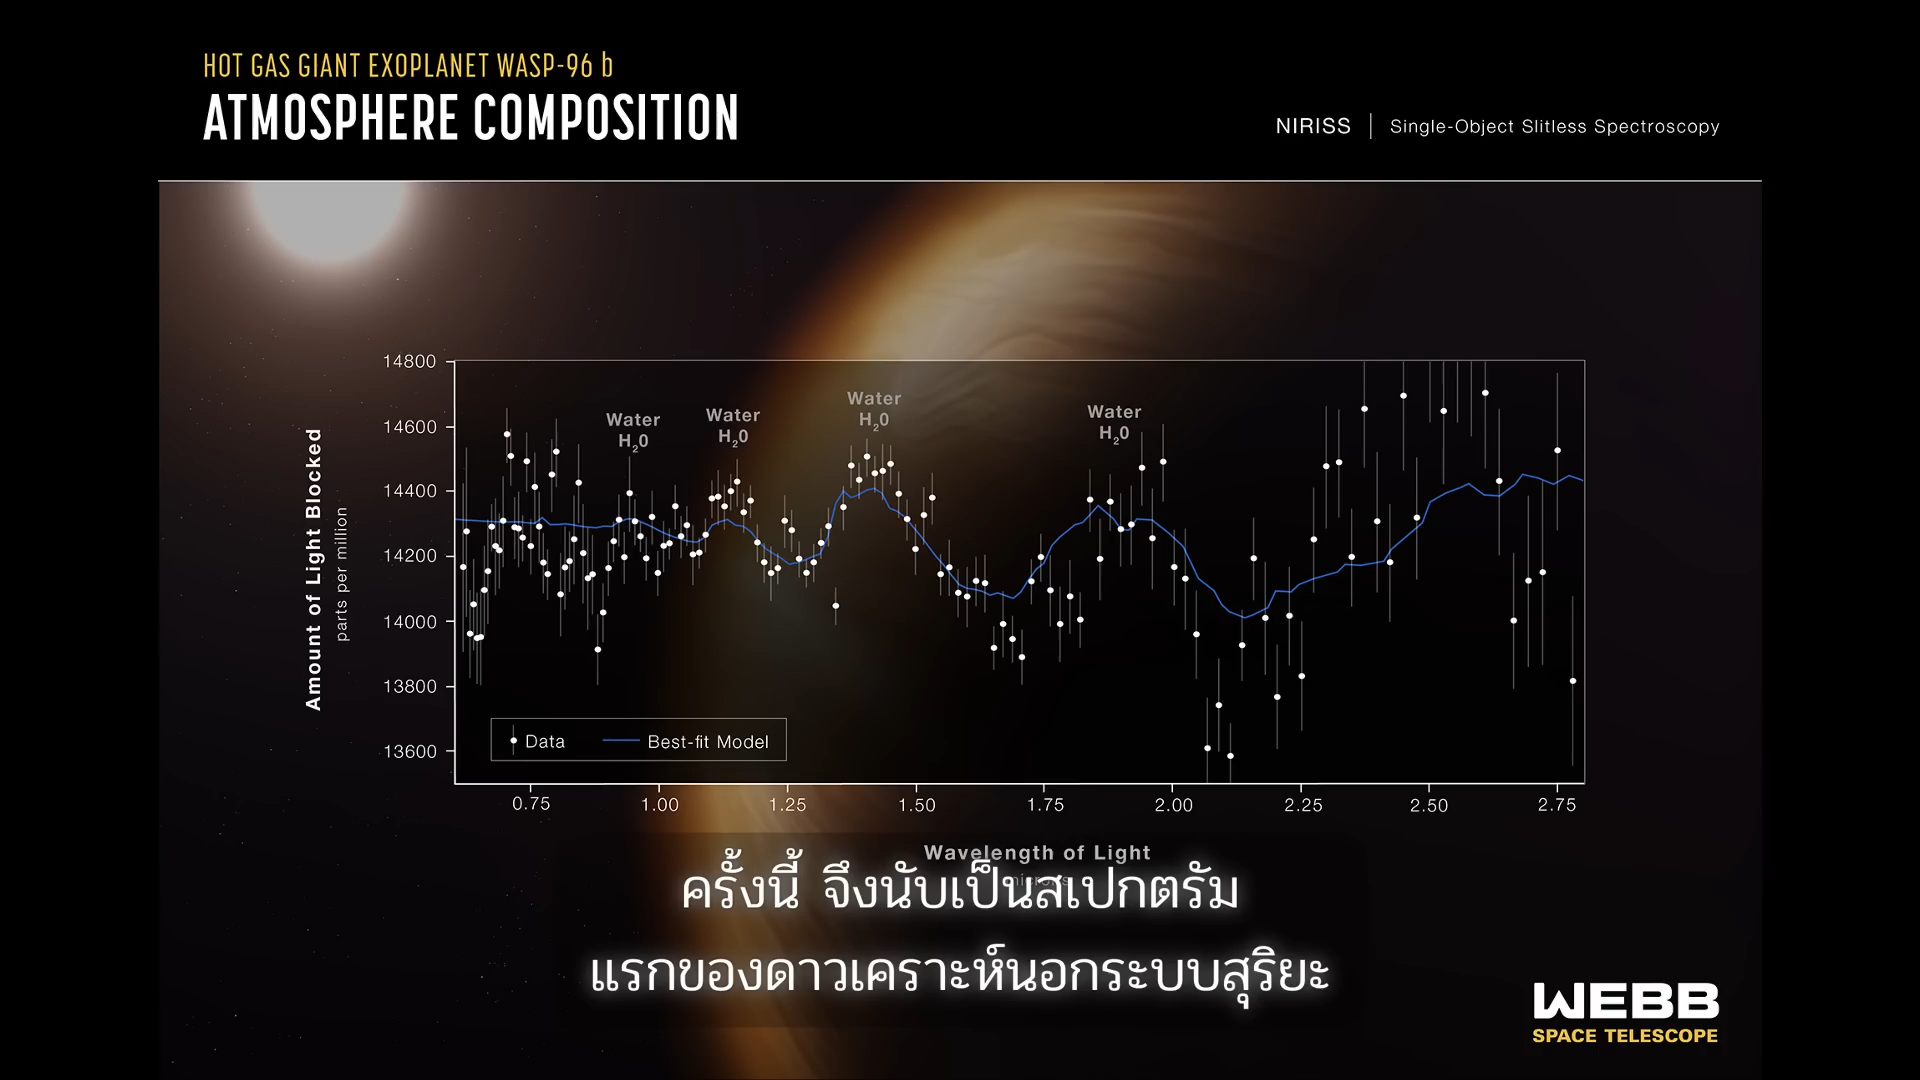 HOT GAS GIANT EXOPLANET WASP-96 b
ATMOSPHERE COMPOSITION
NIRISS | Single-Object Slitless Spectroscopy
14800
14600
14400
14200
14000
13800
13600
Amount of Light Blocked
parts per million
Water
H₂0
Water
H₂0
Water
H₂0
Water
H₂0
Data
Best-fit Model
0.75 1.00 1.25 1.50 1.75 2.00 2.25 2.50 2.75
Wavelength of Light
ครั้งนี้ จึงนับเป็นสเปกตรัม
แรกของดาวเคราะห์นอกระบบสุริยะ
WEBB
SPACE TELESCOPE